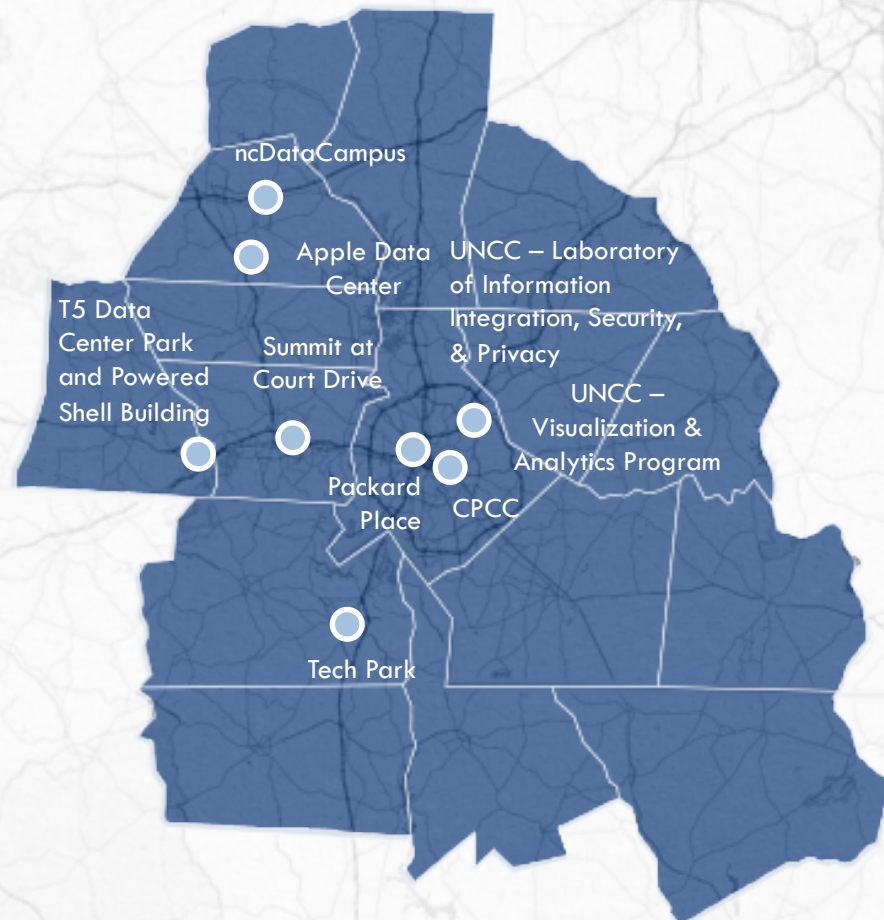 ncDataCampus
Apple Data
Center
UNCC – Laboratory
of Information
Integration, Security,
& Privacy
T5 Data
Center Park
and Powered
Shell Building
Summit at
Court Drive
UNCC –
Visualization &
Analytics Program
Packard
Place
CPCC
Tech Park